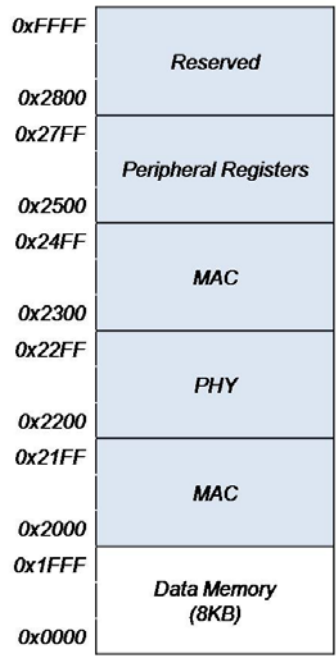 0xFFFF
Reserved
0x2800
0x27FF
Peripheral Registers
0x2500
0x24FF
MAC
0x2300
0x22FF
PHY
0x2200
0x21FF
MAC
0x2000
0x1FFF
Data Memory
(8KB)
0x0000